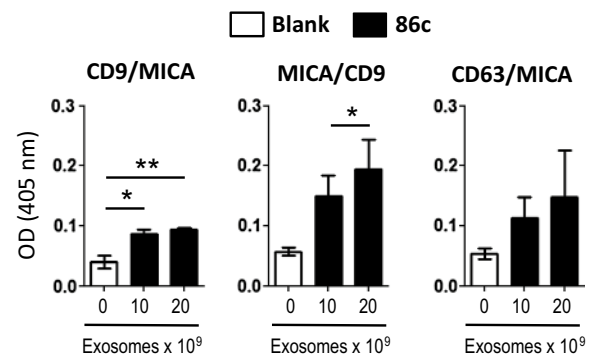 Blank 86c
CD9/MICA MICA/CD9 CD63/MICA
OD (405 nm)
0.3 0.3 0.3
* 
0.2 0.2 0.2
**
*
0.1 0.1 0.1
0.0 0.0 0.0
0 10 20 0 10 20 0 10 20
Exosomes x 10⁹ Exosomes x 10⁹ Exosomes x 10⁹